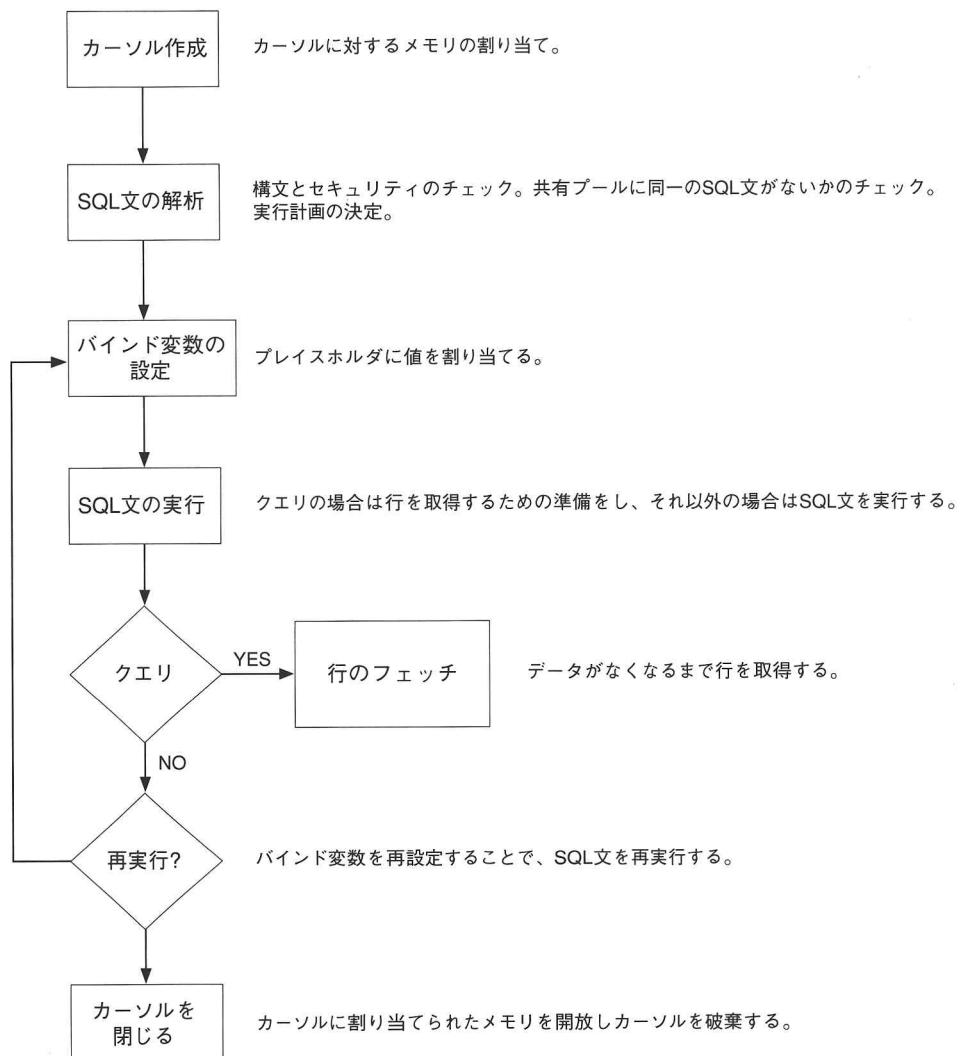 カーソル作成
カーソルに対するメモリの割り当て。
SQL文の解析
構文とセキュリティのチェック。共有プールに同一のSQL文がないかのチェック。
実行計画の決定。
バインド変数の
設定
プレイスホルダに値を割り当てる。
SQL文の実行
クエリの場合は行を取得するための準備をし、それ以外の場合はSQL文を実行する。
クエリ
YES
行のフェッチ
データがなくなるまで行を取得する。
NO
再実行?
バインド変数を再設定することで、SQL文を再実行する。
カーソルを
閉じる
カーソルに割り当てられたメモリを開放しカーソルを破棄する。